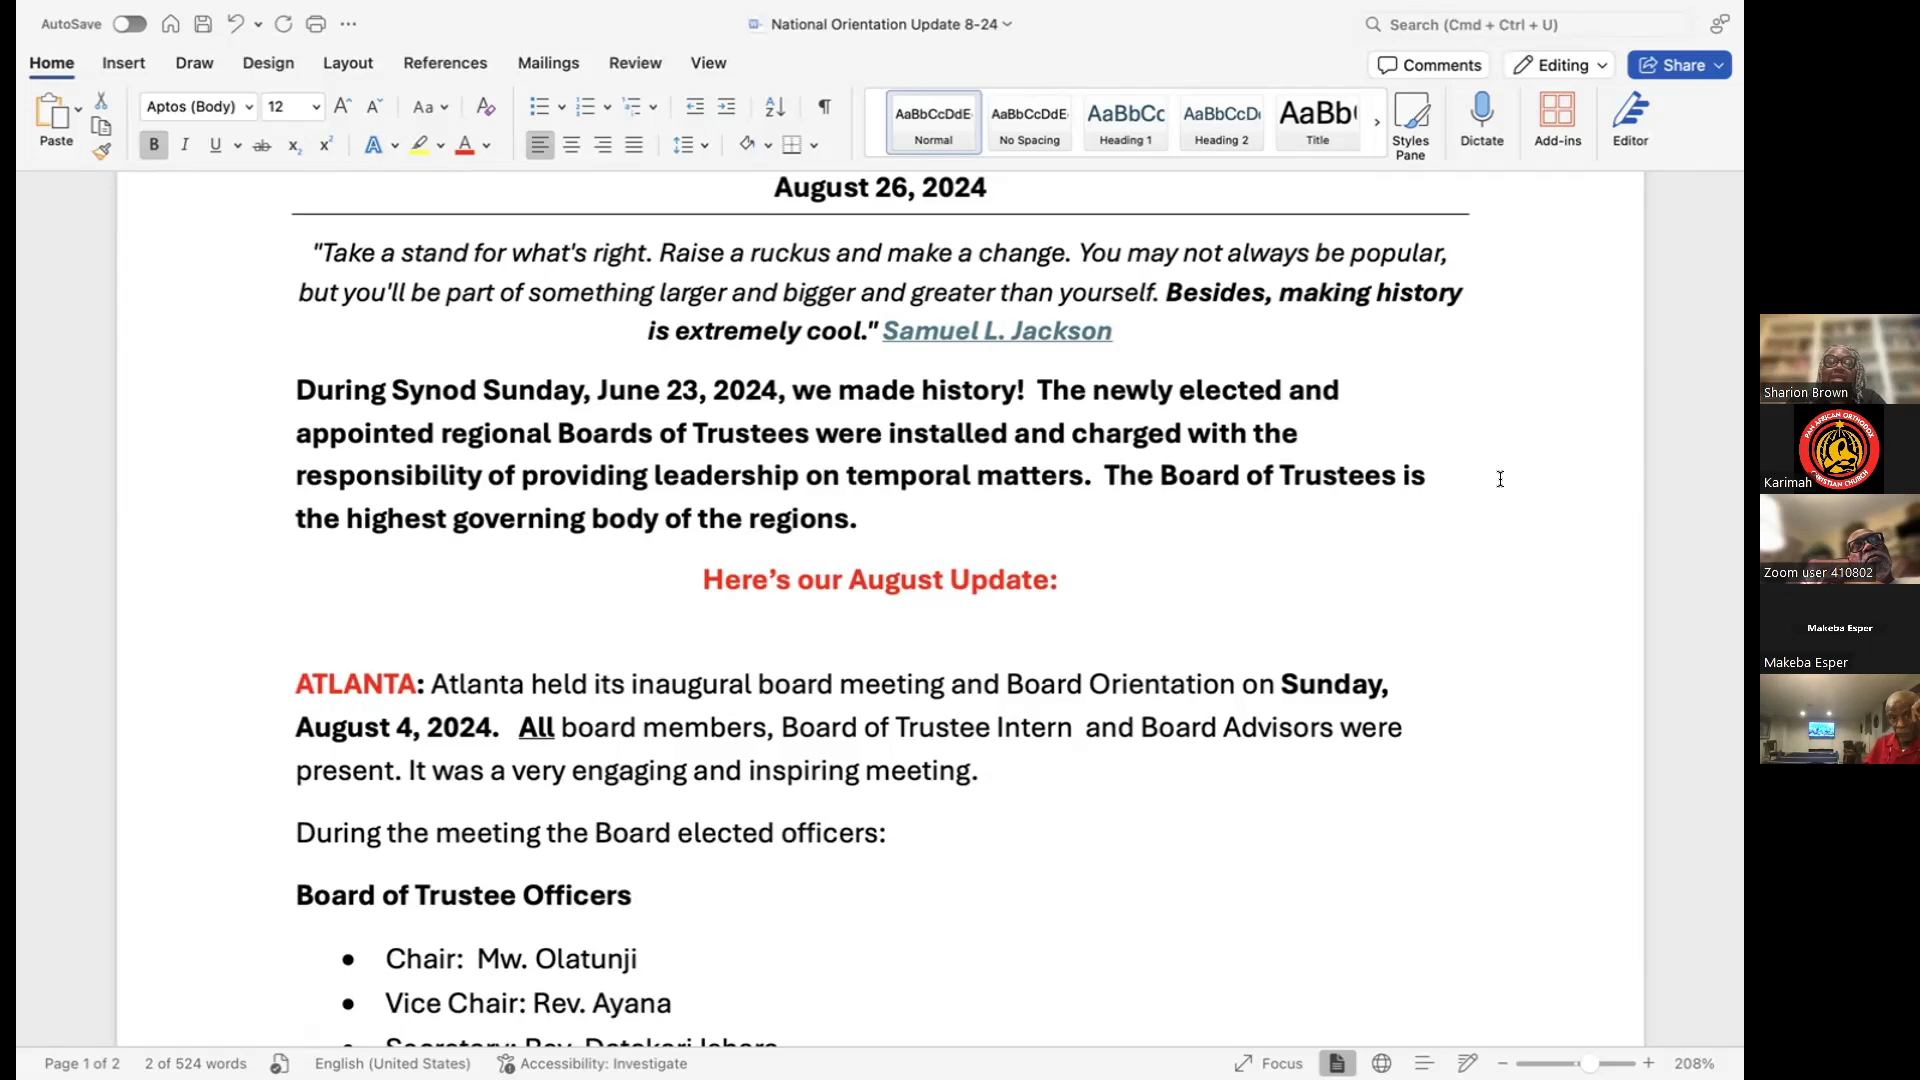 AutoSave
National Orientation Update 8-24
Search (Cmd + Ctrl + U)
Home Insert Draw Design Layout References Mailings Review View
Comments Editing Share
Paste
Aptos (Body) 12
Aa
AaBbCcDdE Normal
AaBbCcDdE No Spacing
AaBbCc Heading 1
AaBbCcD Heading 2
AaBb Title
Styles Pane
Dictate
Add-ins
Editor
August 26, 2024
"Take a stand for what's right. Raise a ruckus and make a change. You may not always be popular,
but you'll be part of something larger and bigger and greater than yourself. Besides, making history
is extremely cool." Samuel L. Jackson
During Synod Sunday, June 23, 2024, we made history! The newly elected and
appointed regional Boards of Trustees were installed and charged with the
responsibility of providing leadership on temporal matters. The Board of Trustees is
the highest governing body of the regions.
Here’s our August Update:
ATLANTA: Atlanta held its inaugural board meeting and Board Orientation on Sunday,
August 4, 2024. All board members, Board of Trustee Intern and Board Advisors were
present. It was a very engaging and inspiring meeting.
During the meeting the Board elected officers:
Board of Trustee Officers
• Chair: Mw. Olatunji
• Vice Chair: Rev. Ayana
Page 1 of 2 2 of 524 words English (United States) Accessibility: Investigate Focus 208%
Sharion Brown
PAN AFRICAN ORTHODOX
CHRISTIAN CHURCH
Karimah
Zoom user 410802
Makeba Esper
Makeba Esper